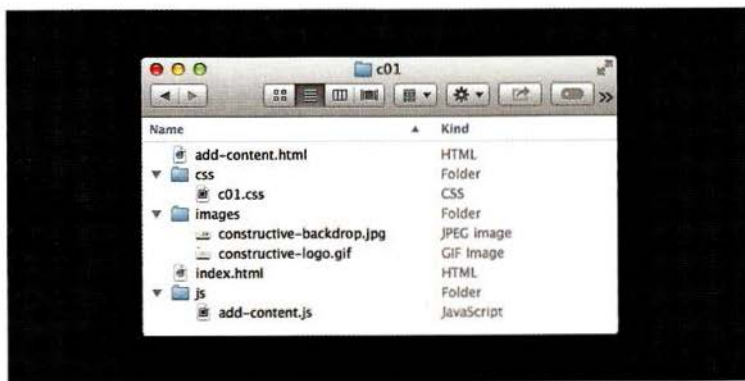 c01
Name Kind
add-content.html HTML
css Folder
c01.css CSS
images Folder
constructive-backdrop.jpg JPEG image
constructive-logo.gif GIF Image
index.html HTML
js Folder
add-content.js JavaScript